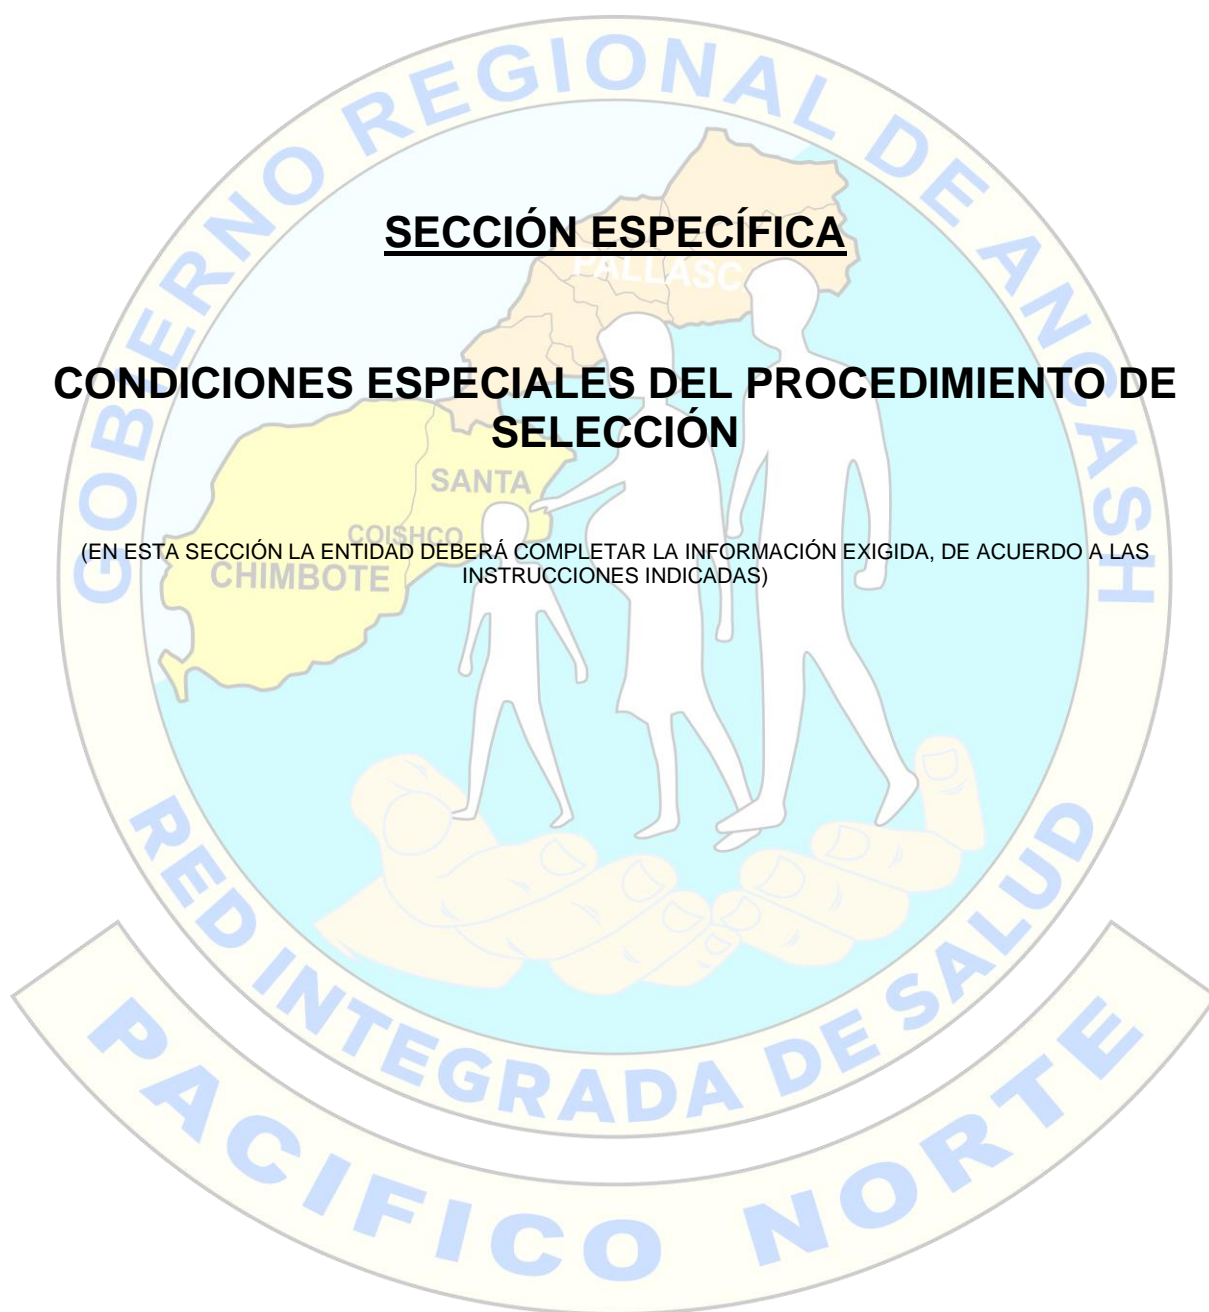 GOBIERNO REGIONAL DE ANCASH
SECCIÓN ESPECÍFICA
PALLASC
CONDICIONES ESPECIALES DEL PROCEDIMIENTO DE
SELECCIÓN
SANTA
COISHCO
(EN ESTA SECCIÓN LA ENTIDAD DEBERÁ COMPLETAR LA INFORMACIÓN EXIGIDA, DE ACUERDO A LAS
INSTRUCCIONES INDICADAS)
CHIMBOTE
RED INTEGRADA DE SALUD
PACIFICO NORTE